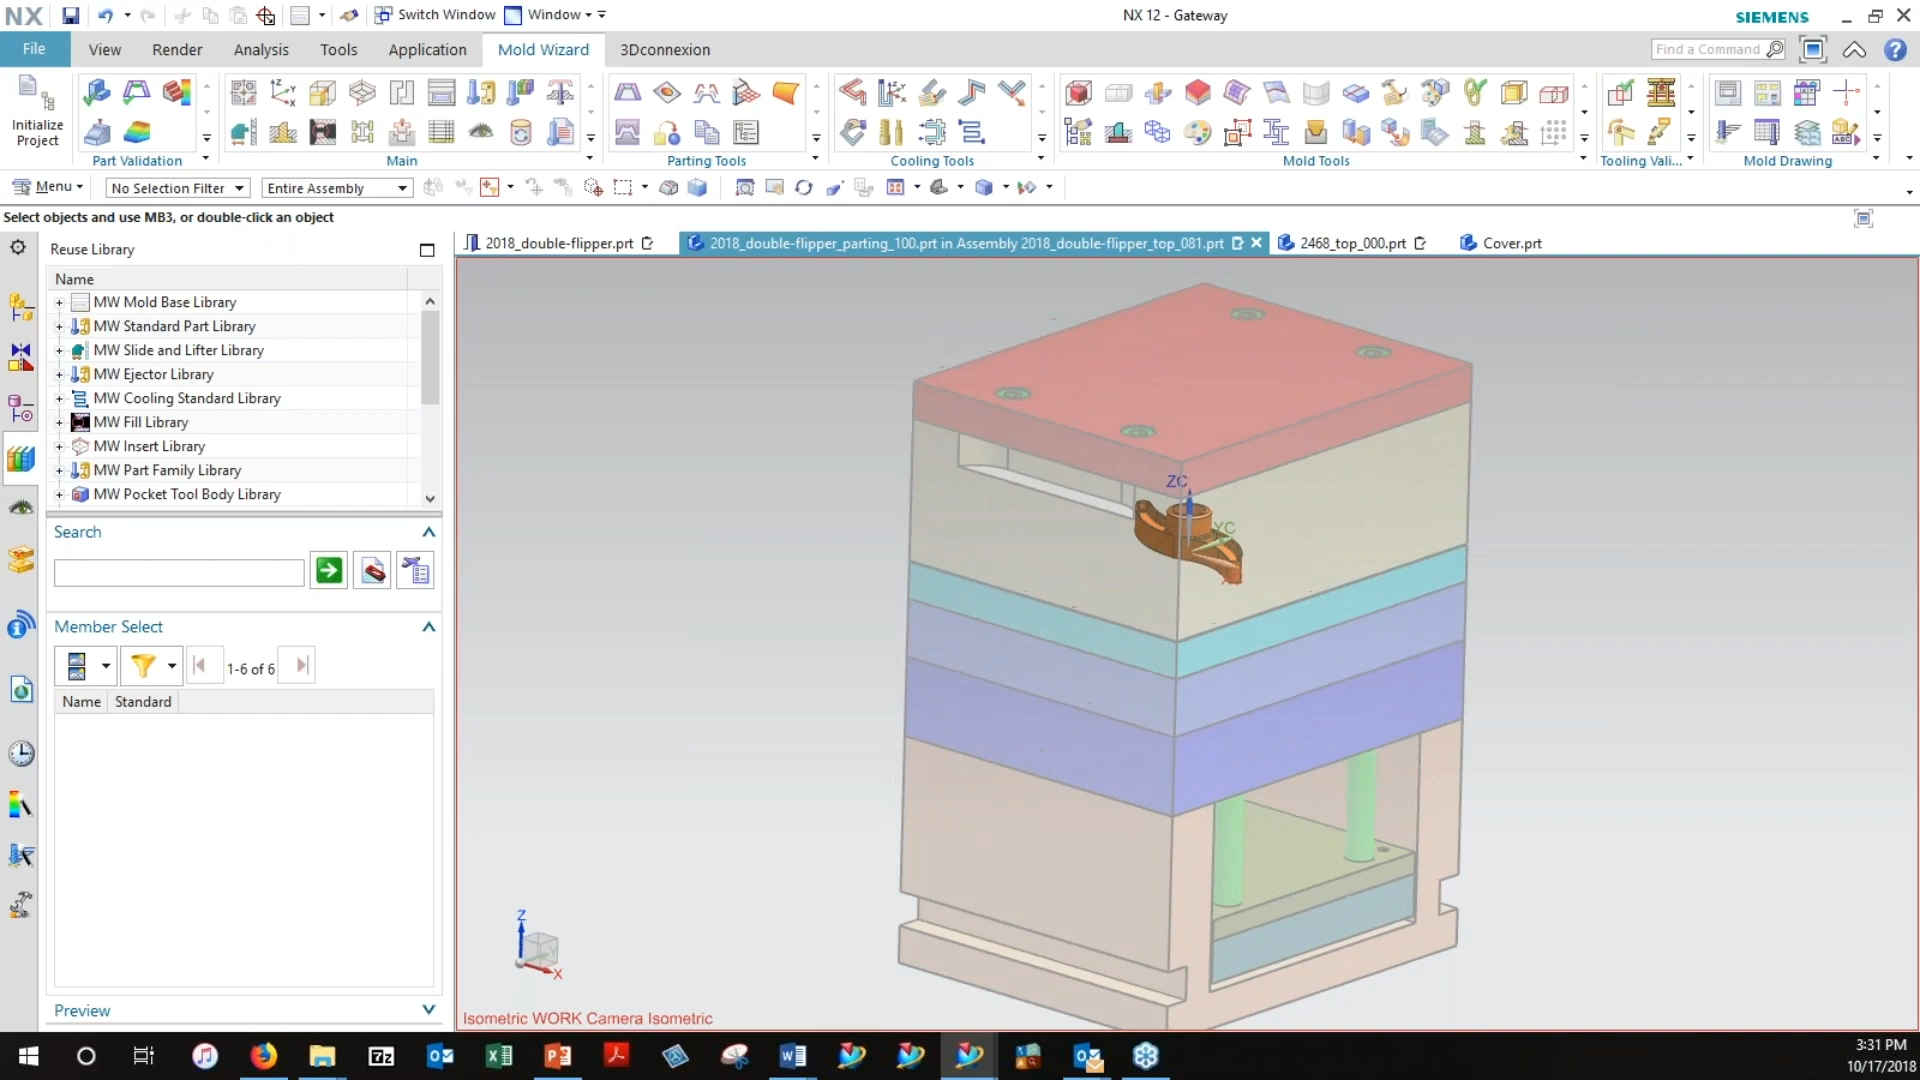 NX Switch Window Window NX 12 - Gateway SIEMENS
File View Render Analysis Tools Application Mold Wizard 3Dconnexion Find a Command
Initialize
Project
Part Validation Main Parting Tools Cooling Tools Mold Tools Tooling Vali... Mold Drawing
Menu No Selection Filter Entire Assembly
Select objects and use MB3, or double-click an object
Reuse Library
2018_double-flipper.prt 2018_double-flipper_parting_100.prt in Assembly 2018_double-flipper_top_081.prt 2468_top_000.prt Cover.prt
Name
MW Mold Base Library
MW Standard Part Library
MW Slide and Lifter Library
MW Ejector Library
MW Cooling Standard Library
MW Fill Library
MW Insert Library
MW Part Family Library
MW Pocket Tool Body Library
ZC
YC
Search
Member Select
1-6 of 6
Name Standard
Z
X
Preview
Isometric WORK Camera Isometric
3:31 PM
10/17/2018